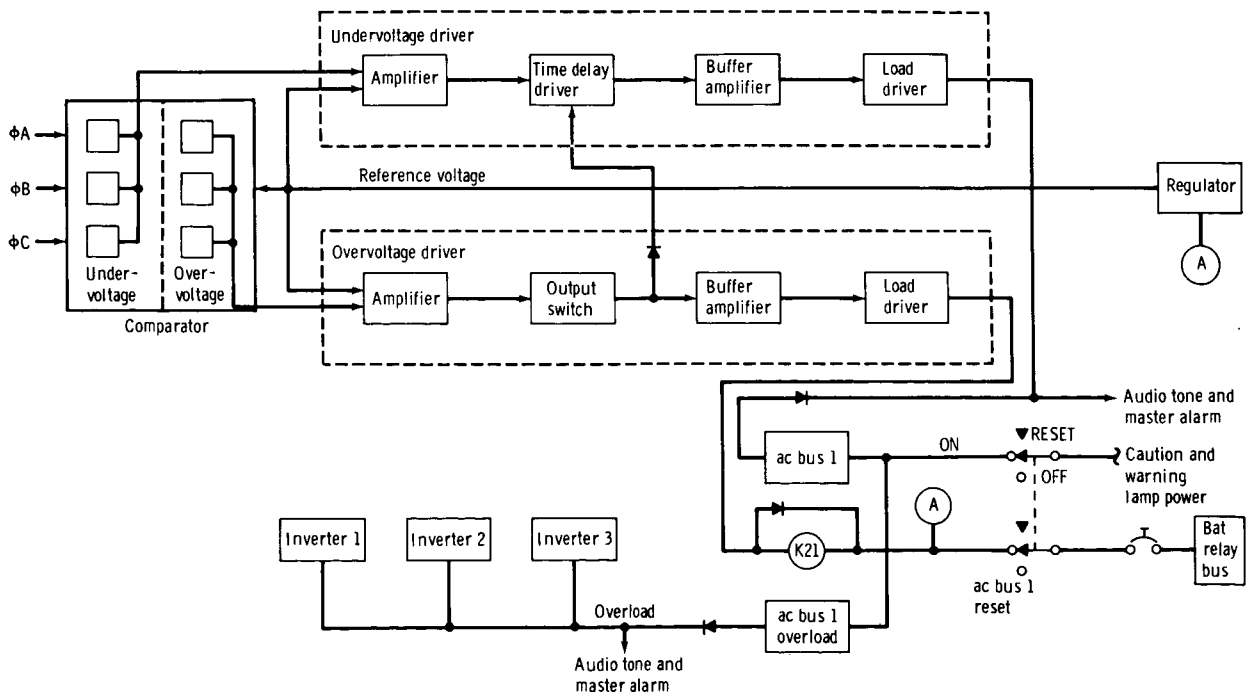 Undervoltage driver
Amplifier
Time delay
driver
Buffer
amplifier
Load
driver
ϕA
ϕB
ϕC
Under-
voltage
Over-
voltage
Comparator
Reference voltage
Regulator
A
Overvoltage driver
Amplifier
Output
switch
Buffer
amplifier
Load
driver
Audio tone and
master alarm
ac bus 1
ON
RESET
OFF
Caution and
warning
lamp power
A
K21
Bat
relay
bus
ac bus 1
reset
Inverter 1
Inverter 2
Inverter 3
Overload
ac bus 1
overload
Audio tone and
master alarm